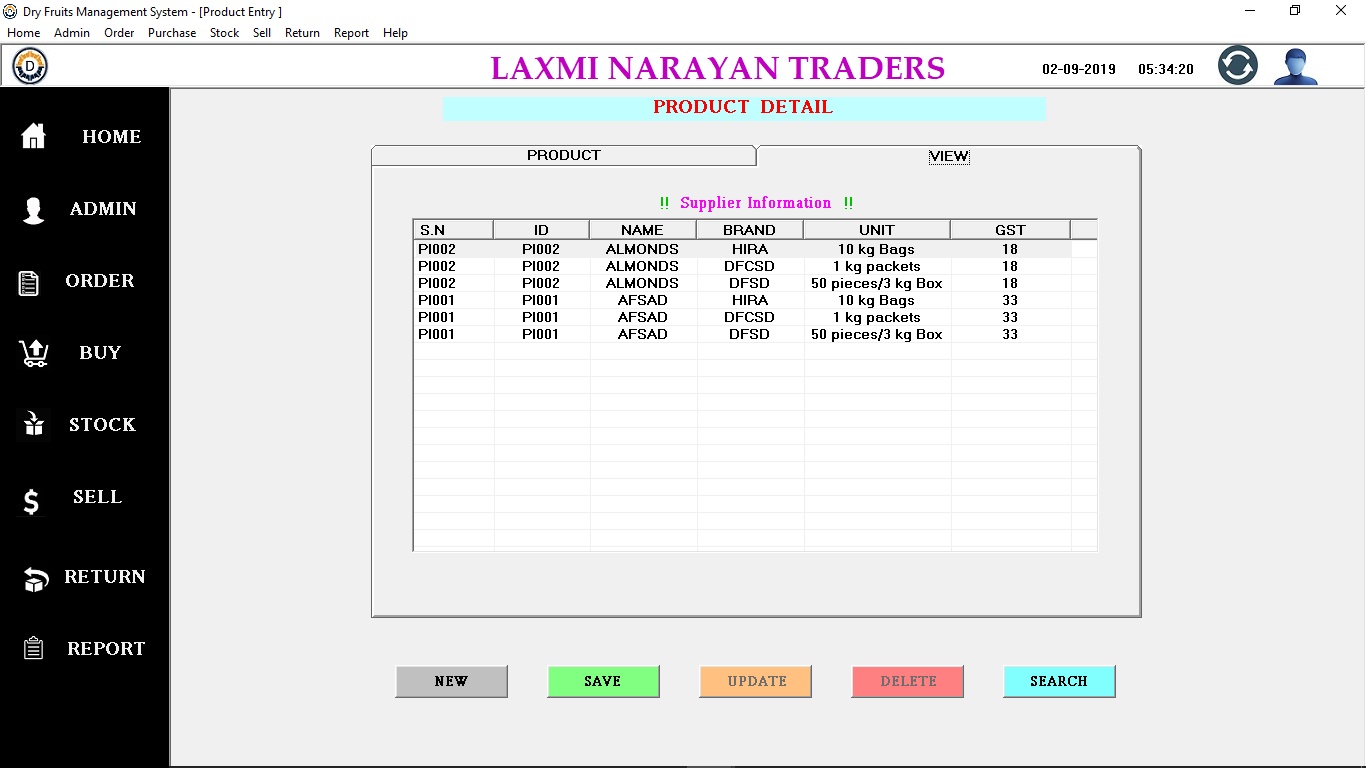 Dry Fruits Management System - [Product Entry ]
Home Admin Order Purchase Stock Sell Return Report Help
D LAXMI NARAYAN TRADERS 02-09-2019 05:34:20
PRODUCT DETAIL
HOME
ADMIN
ORDER
BUY
STOCK
$ SELL
RETURN
REPORT
PRODUCT VIEW
!! Supplier Information !!
S.N ID NAME BRAND UNIT GST
PI002 PI002 ALMONDS HIRA 10 kg Bags 18
PI002 PI002 ALMONDS DFCSD 1 kg packets 18
PI002 PI002 ALMONDS DFSD 50 pieces/3 kg Box 18
PI001 PI001 AFSAD HIRA 10 kg Bags 33
PI001 PI001 AFSAD DFCSD 1 kg packets 33
PI001 PI001 AFSAD DFSD 50 pieces/3 kg Box 33
NEW SAVE UPDATE DELETE SEARCH